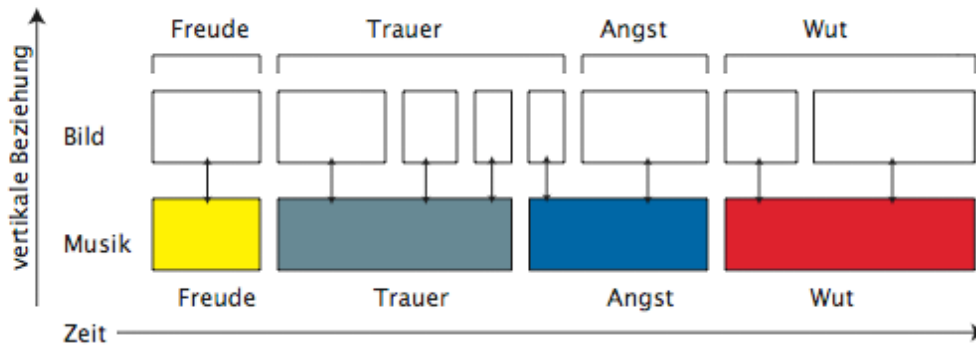 Freude Trauer Angst Wut
vertikale Beziehung
Bild
Musik
Freude Trauer Angst Wut
Zeit